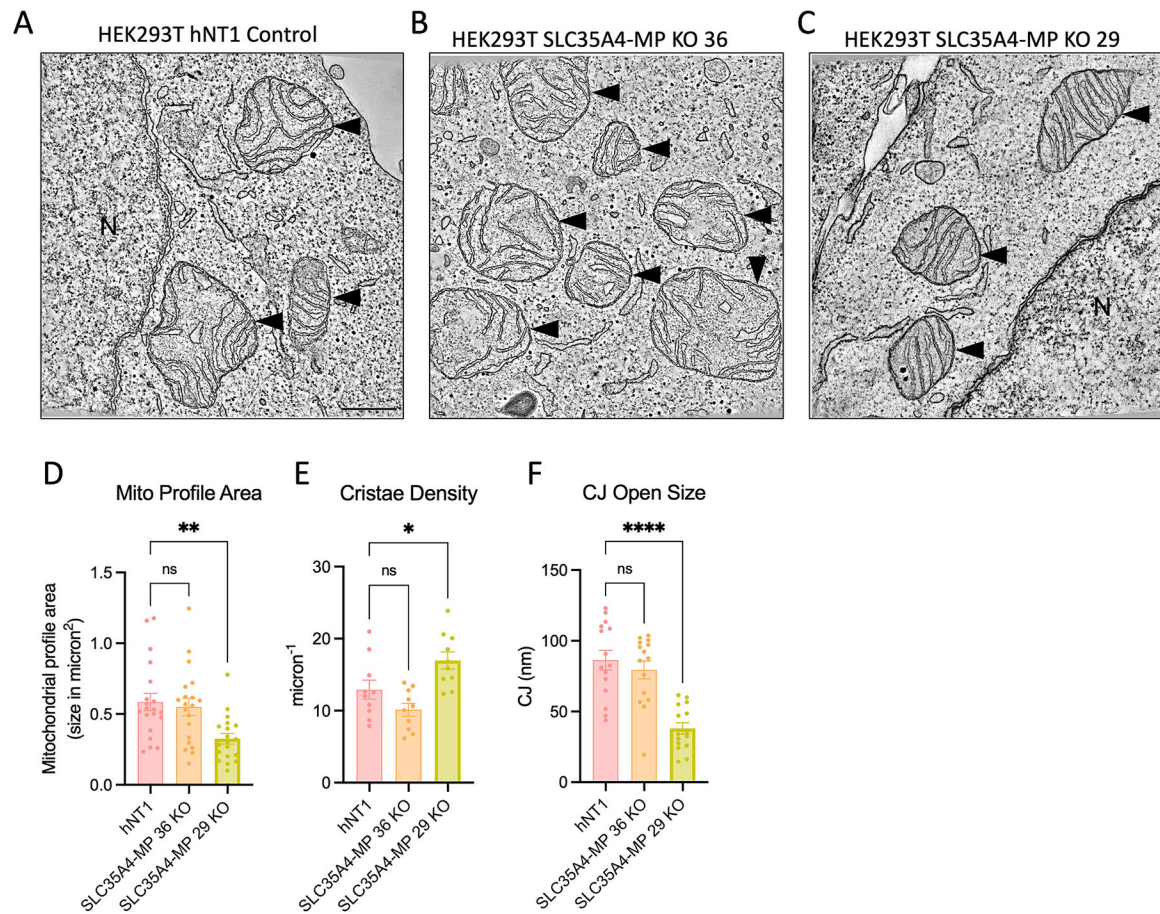 A
HEK293T hNT1 Control
B
HEK293T SLC35A4-MP KO 36
C
HEK293T SLC35A4-MP KO 29
N
N
D
Mito Profile Area
E
Cristae Density
F
CJ Open Size
**
ns
Mitochondrial profile area
(size in micron²)
1.5
1.0
0.5
0.0
hNT1
SLC35A4-MP 36 KO
SLC35A4-MP 29 KO
*
ns
micron⁻¹
30
20
10
0
hNT1
SLC35A4-MP 36 KO
SLC35A4-MP 29 KO
****
ns
CJ (nm)
150
100
50
0
hNT1
SLC35A4-MP 36 KO
SLC35A4-MP 29 KO